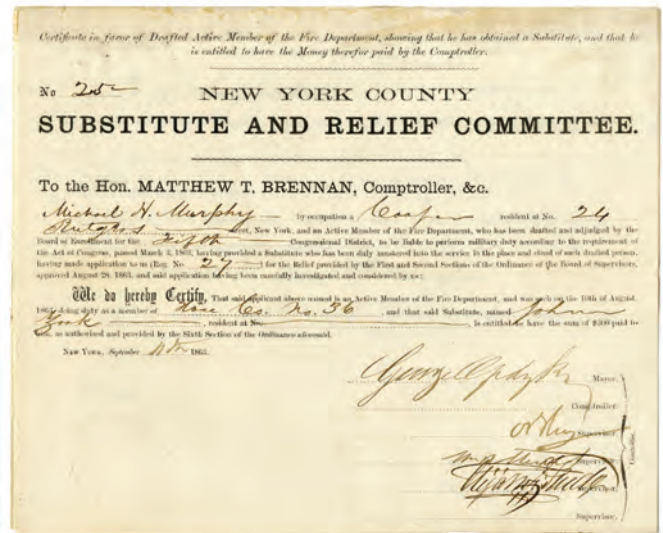 Certificate in favor of Drafted Active Member of the Fire Department, showing that he has obtained a Substitute, and that he
is entitled to have the Money therefor paid by the Comptroller.
No 25
NEW YORK COUNTY
SUBSTITUTE AND RELIEF COMMITTEE.
To the Hon. MATTHEW T. BRENNAN, Comptroller, &c.
Michael H. Murphy by occupation a Cooper resident at No. 24
Rutgers street, New York, and an Active Member of the Fire Department, who has been drafted and adjudged by the
Board of Enrollment for the Fifth Congressional District, to be liable to perform military duty according to the requirement of
the Act of Congress, passed March 3, 1863, having provided a Substitute who has been duly mustered into the service in the place and stead of such drafted person,
having made application to us (Reg. No. 27) for the Relief provided by the First and Second Sections of the Ordinance of the Board of Supervisors,
approved August 28, 1863, and said application having been carefully investigated and considered by us;
We do hereby Certify, That said applicant above named is an Active Member of the Fire Department, and was such on the 10th of August,
1863, doing duty as a member of Hose Co. No. 36, and that said Substitute, named John
York, resident at No. , is entitled to have the sum of $300 paid to
him, as authorized and provided by the Sixth Section of the Ordinance aforesaid.
New York, September 1863.
George Opdyke Mayor.
Comptroller.
Supervisor.
Supervisor.
Supervisor.
Supervisor.
Committee.